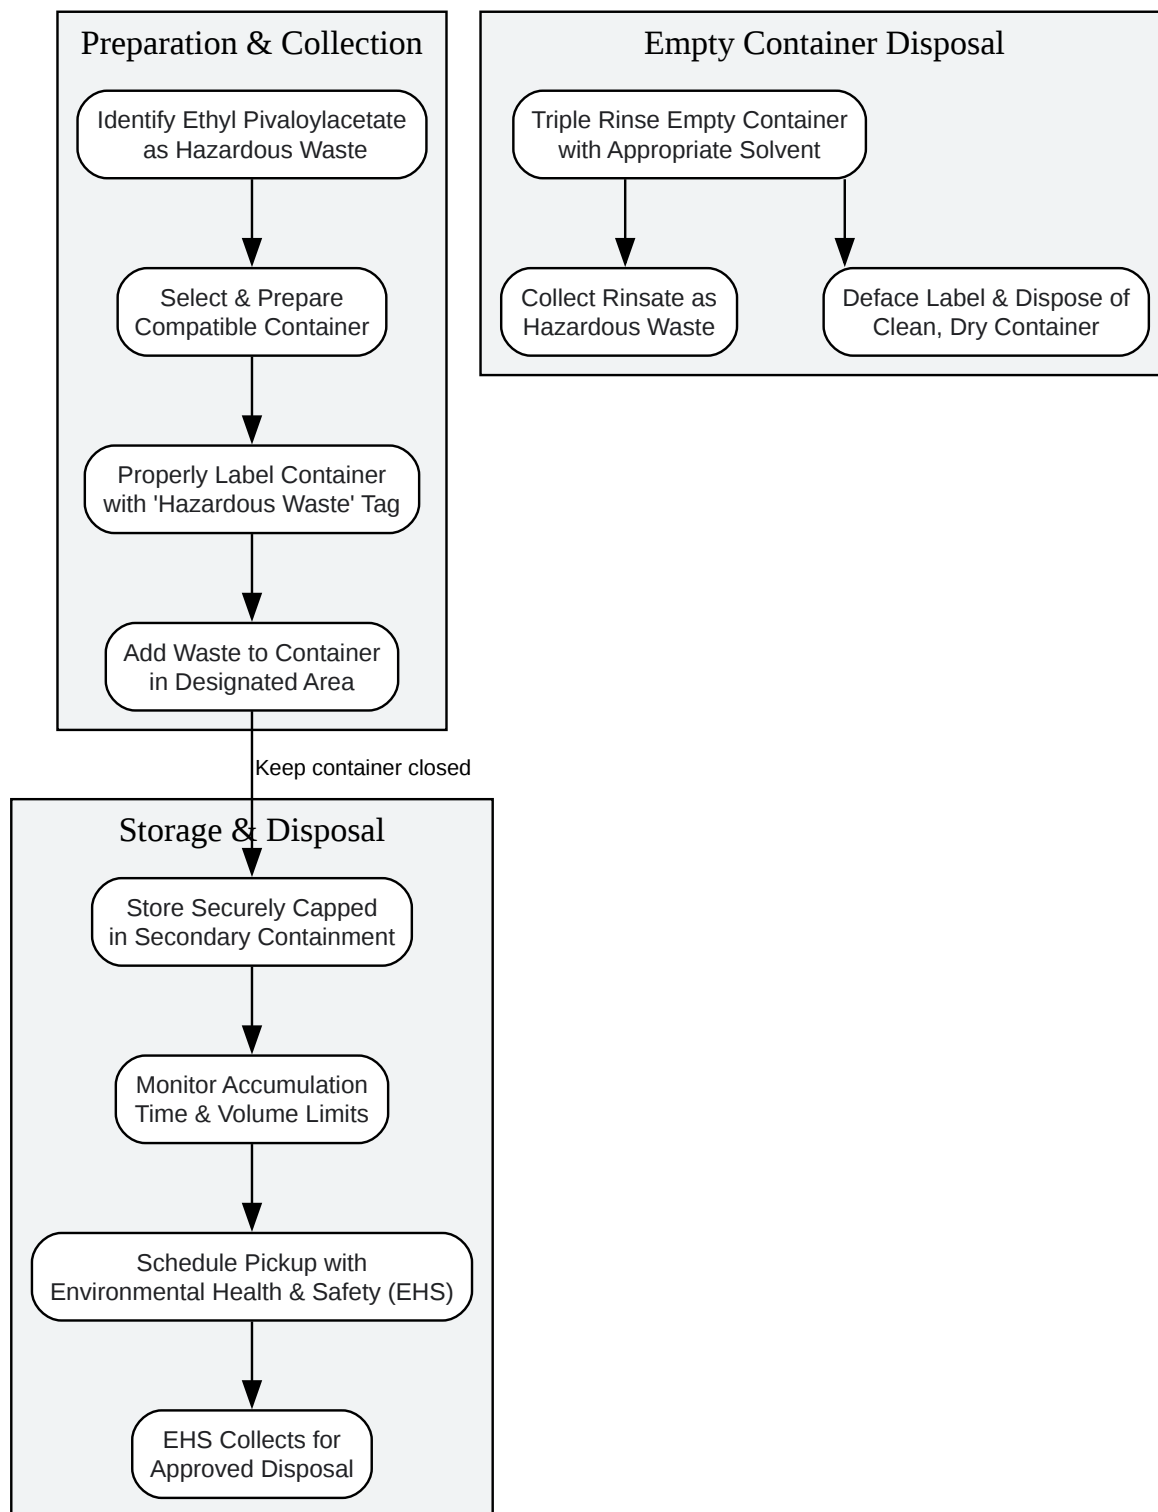 Preparation & Collection
Identify Ethyl Pivaloylacetate
as Hazardous Waste
Select & Prepare
Compatible Container
Properly Label Container
with 'Hazardous Waste' Tag
Add Waste to Container
in Designated Area
Keep container closed
Storage & Disposal
Store Securely Capped
in Secondary Containment
Monitor Accumulation
Time & Volume Limits
Schedule Pickup with
Environmental Health & Safety (EHS)
EHS Collects for
Approved Disposal
Empty Container Disposal
Triple Rinse Empty Container
with Appropriate Solvent
Collect Rinsate as
Hazardous Waste
Deface Label & Dispose of
Clean, Dry Container